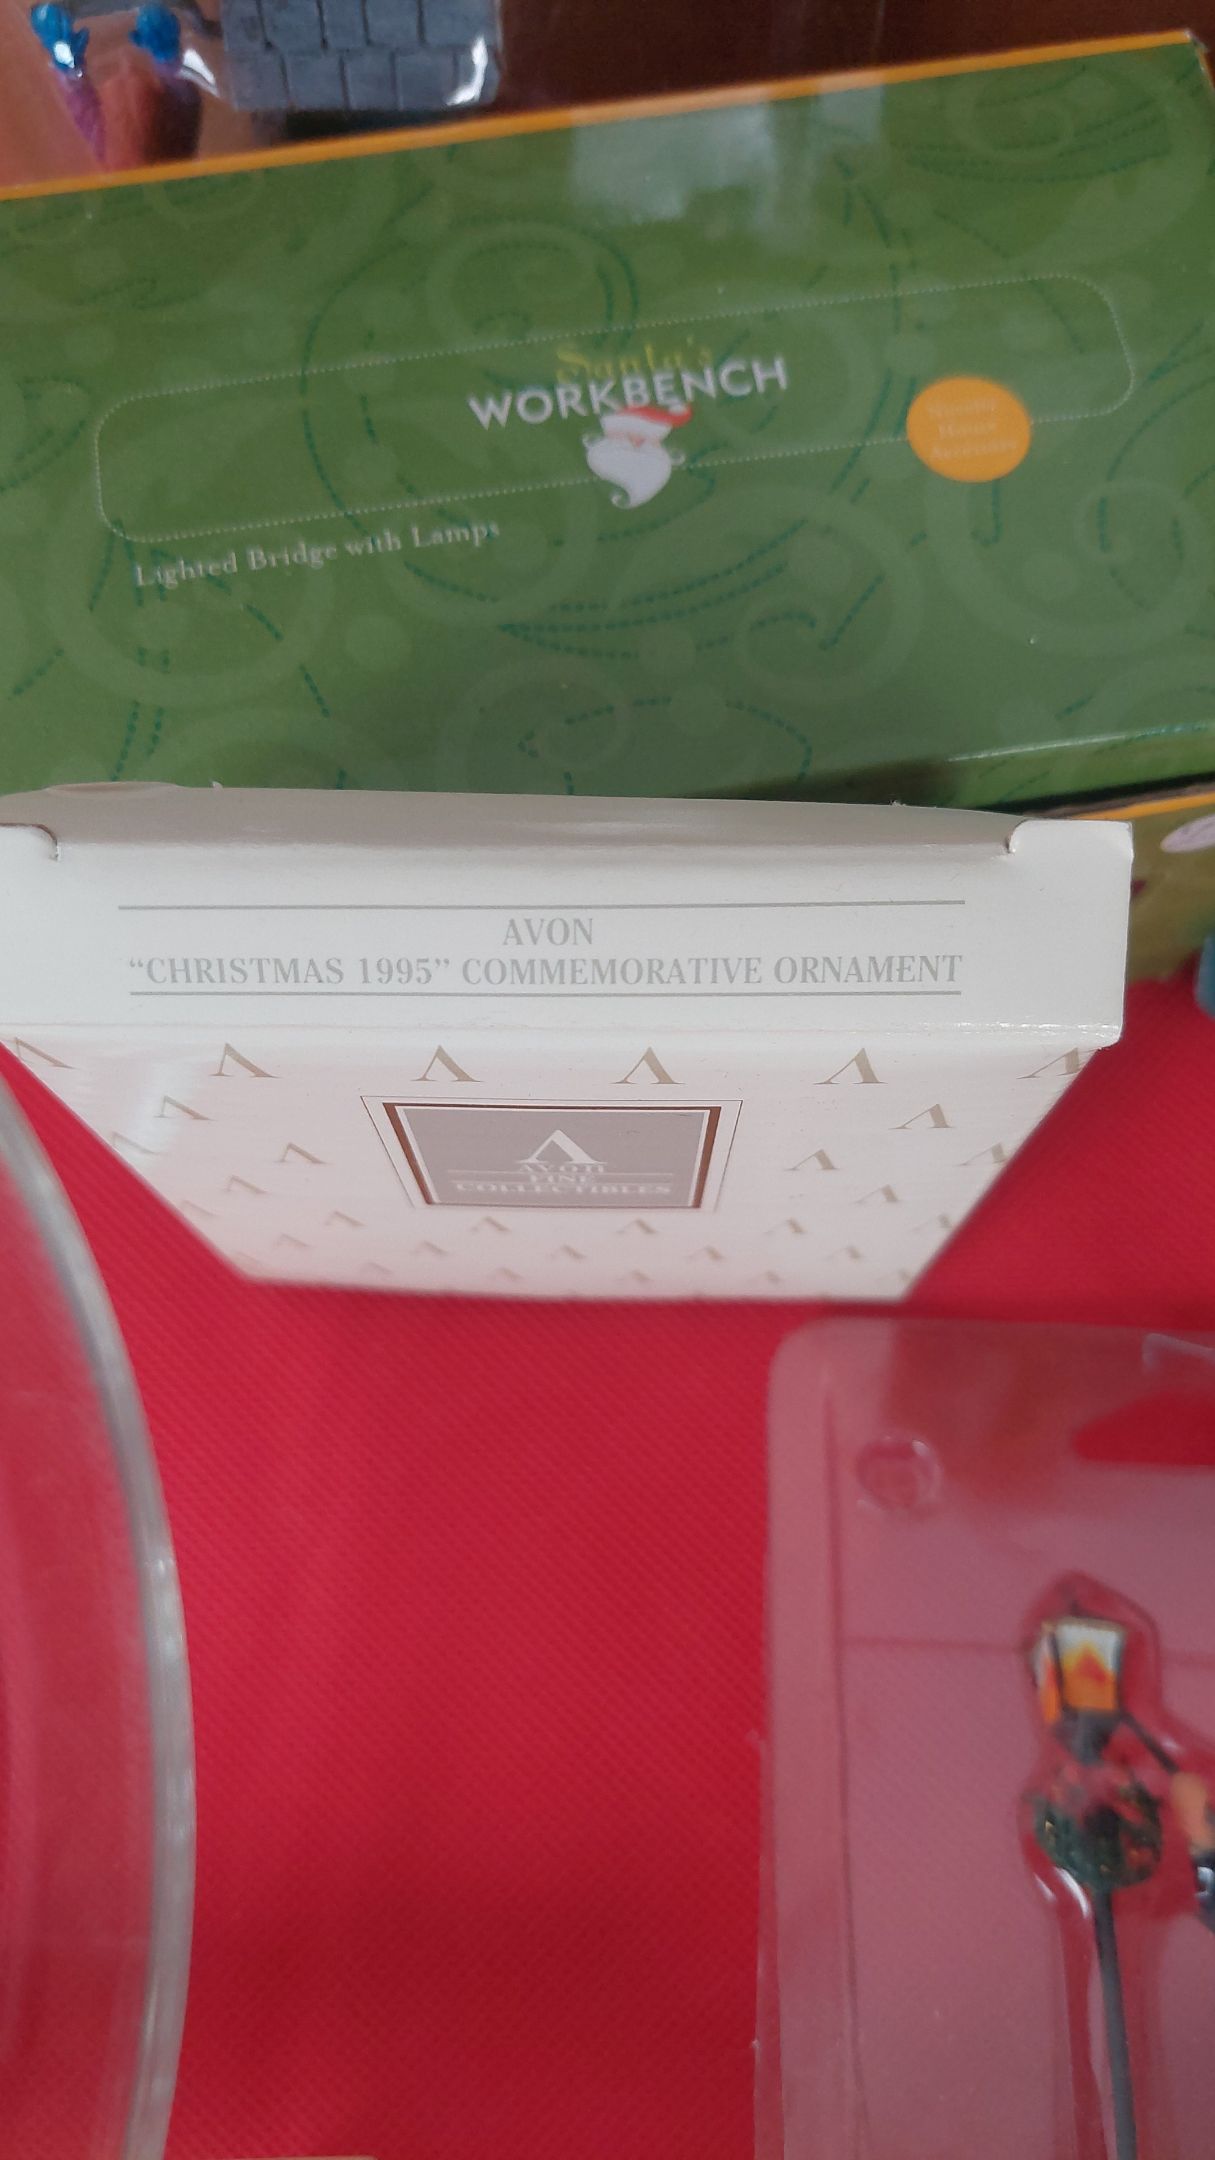 Santa's
WORKBENCH
Lighted Bridge with Lamps
AVON
“CHRISTMAS 1995” COMMEMORATIVE ORNAMENT
AVON
FINE
COLLECTIBLES